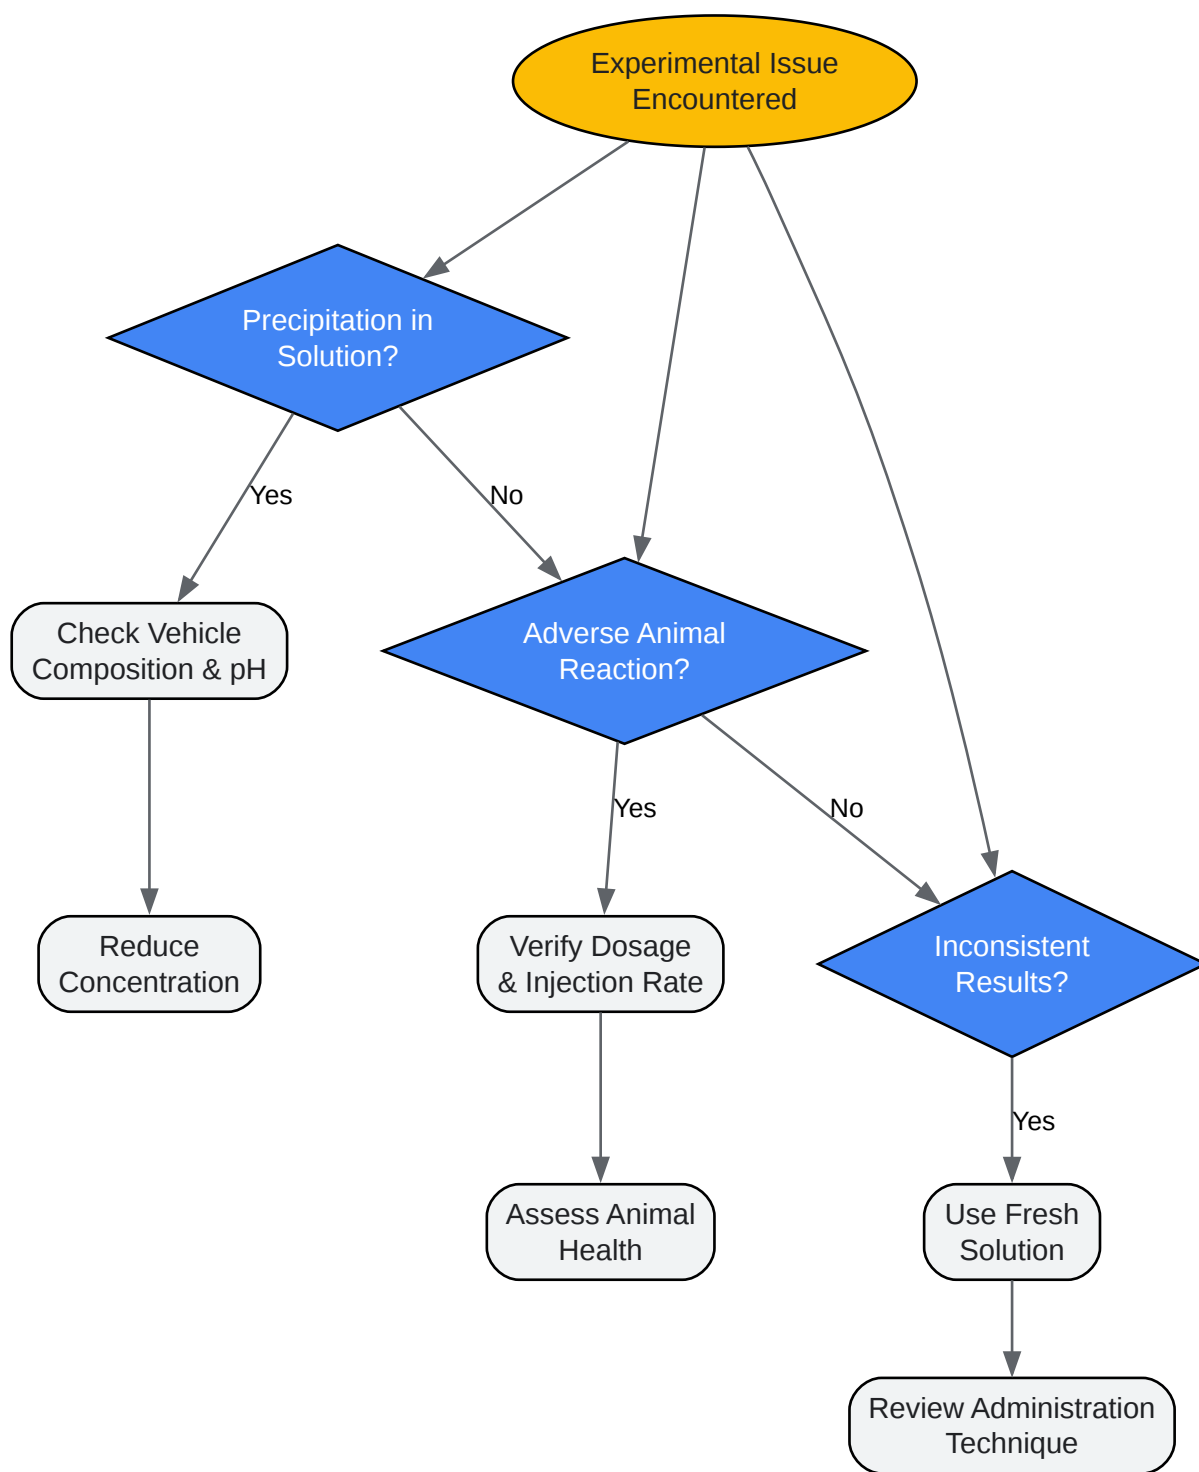 Experimental Issue
Encountered
Precipitation in
Solution?
Yes
No
Check Vehicle
Composition & pH
Adverse Animal
Reaction?
Yes
No
Reduce
Concentration
Verify Dosage
& Injection Rate
Inconsistent
Results?
Yes
Assess Animal
Health
Use Fresh
Solution
Review Administration
Technique